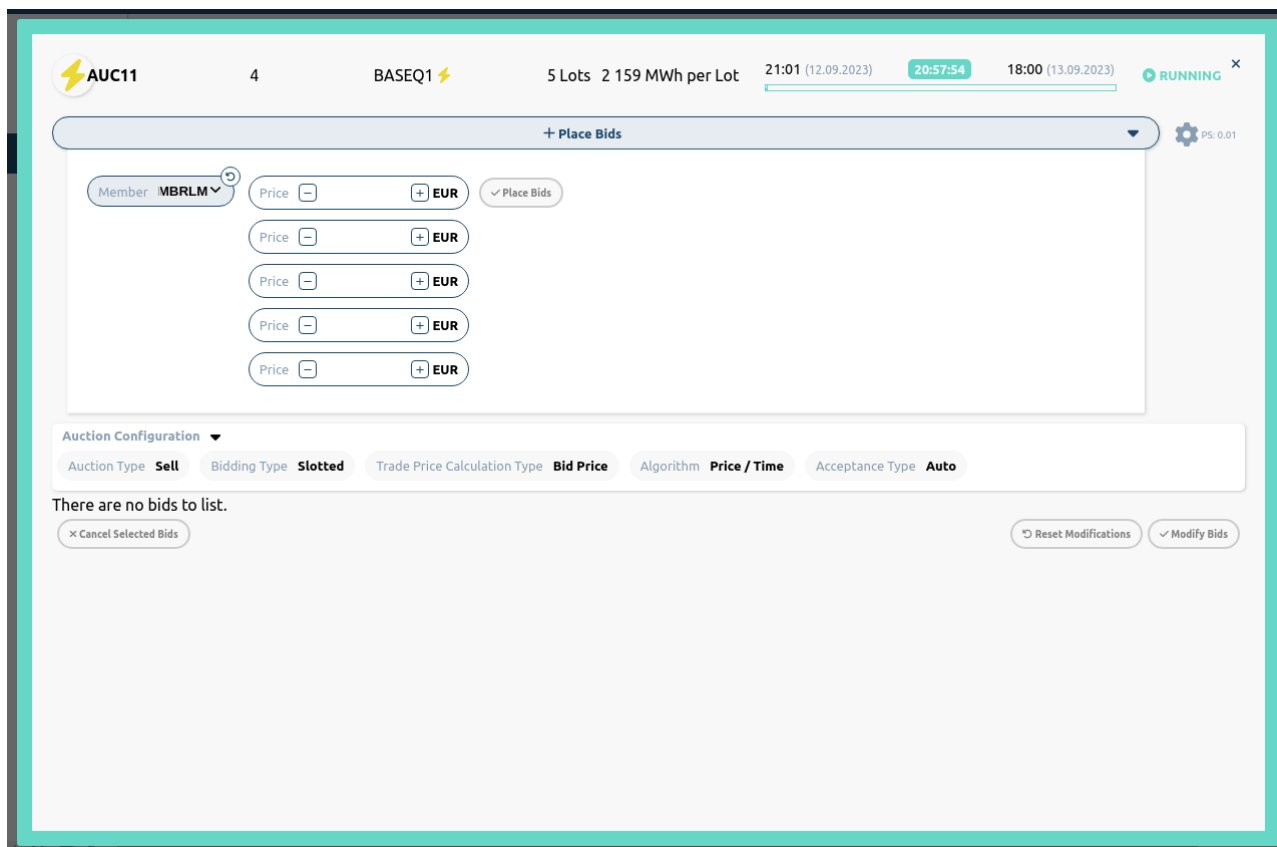 AUC11 4 BASEQ1 5 Lots 2 159 MWh per Lot 21:01 (12.09.2023) 20:57:54 18:00 (13.09.2023) RUNNING ×
+ Place Bids PS: 0.01
Member MBRLM Price − + EUR ✓ Place Bids
Price − + EUR
Price − + EUR
Price − + EUR
Price − + EUR
Auction Configuration
Auction Type Sell Bidding Type Slotted Trade Price Calculation Type Bid Price Algorithm Price / Time Acceptance Type Auto
There are no bids to list.
× Cancel Selected Bids Reset Modifications ✓ Modify Bids